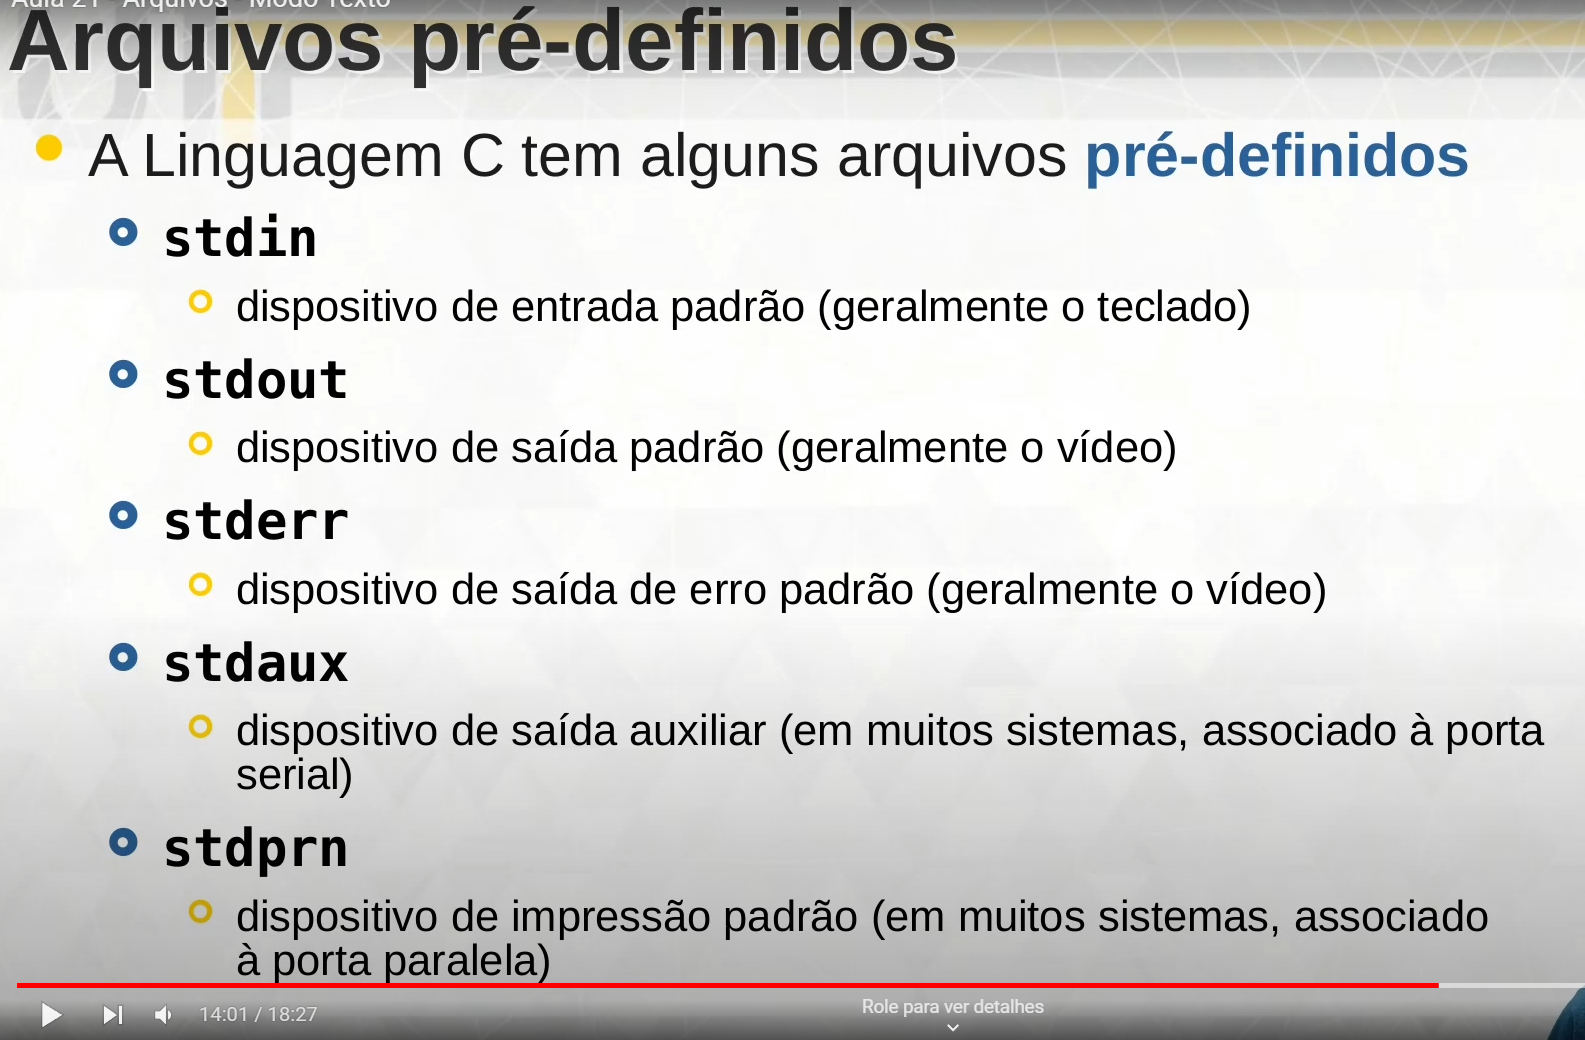 Aula 21 - Arquivos - Modo Texto
Arquivos pré-definidos
A Linguagem C tem alguns arquivos pré-definidos
stdin
dispositivo de entrada padrão (geralmente o teclado)
stdout
dispositivo de saída padrão (geralmente o vídeo)
stderr
dispositivo de saída de erro padrão (geralmente o vídeo)
stdaux
dispositivo de saída auxiliar (em muitos sistemas, associado à porta
serial)
stdprn
dispositivo de impressão padrão (em muitos sistemas, associado
à porta paralela)
14:01 / 18:27
Role para ver detalhes